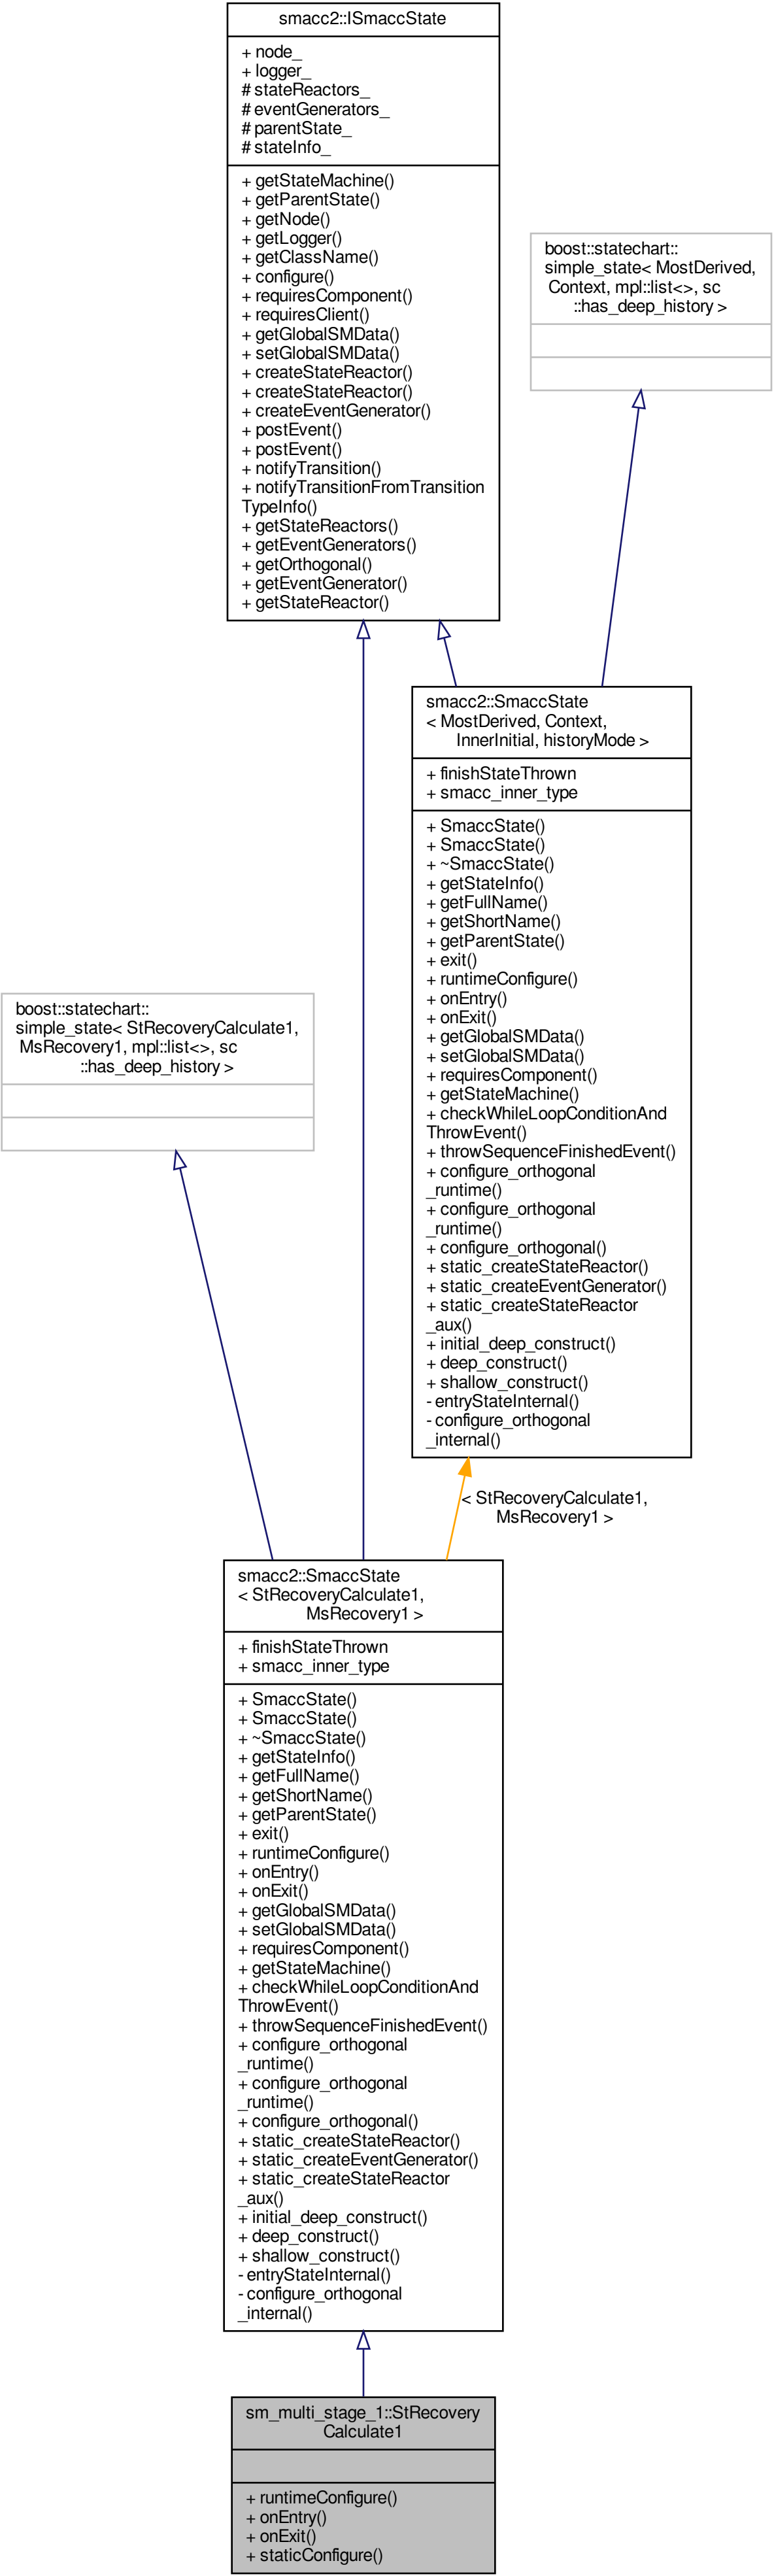 smacc2::ISmaccState
+ node_
+ logger_
# stateReactors_
# eventGenerators_
# parentState_
# stateInfo_
+ getStateMachine()
+ getParentState()
+ getNode()
+ getLogger()
+ getClassName()
+ configure()
+ requiresComponent()
+ requiresClient()
+ getGlobalSMData()
+ setGlobalSMData()
+ createStateReactor()
+ createStateReactor()
+ createEventGenerator()
+ postEvent()
+ postEvent()
+ notifyTransition()
+ notifyTransitionFromTransition
TypeInfo()
+ getStateReactors()
+ getEventGenerators()
+ getOrthogonal()
+ getEventGenerator()
+ getStateReactor()
boost::statechart::
simple_state< MostDerived,
Context, mpl::list<>, sc
::has_deep_history >
smacc2::SmaccState
< MostDerived, Context,
InnerInitial, historyMode >
+ finishStateThrown
+ smacc_inner_type
+ SmaccState()
+ SmaccState()
+ ~SmaccState()
+ getStateInfo()
+ getFullName()
+ getShortName()
+ getParentState()
+ exit()
+ runtimeConfigure()
+ onEntry()
+ onExit()
+ getGlobalSMData()
+ setGlobalSMData()
+ requiresComponent()
+ getStateMachine()
+ checkWhileLoopConditionAnd
ThrowEvent()
+ throwSequenceFinishedEvent()
+ configure_orthogonal
_runtime()
+ configure_orthogonal
_runtime()
+ configure_orthogonal()
+ static_createStateReactor()
+ static_createEventGenerator()
+ static_createStateReactor
_aux()
+ initial_deep_construct()
+ deep_construct()
+ shallow_construct()
- entryStateInternal()
- configure_orthogonal
_internal()
boost::statechart::
simple_state< StRecoveryCalculate1,
MsRecovery1, mpl::list<>, sc
::has_deep_history >
< StRecoveryCalculate1,
MsRecovery1 >
smacc2::SmaccState
< StRecoveryCalculate1,
MsRecovery1 >
+ finishStateThrown
+ smacc_inner_type
+ SmaccState()
+ SmaccState()
+ ~SmaccState()
+ getStateInfo()
+ getFullName()
+ getShortName()
+ getParentState()
+ exit()
+ runtimeConfigure()
+ onEntry()
+ onExit()
+ getGlobalSMData()
+ setGlobalSMData()
+ requiresComponent()
+ getStateMachine()
+ checkWhileLoopConditionAnd
ThrowEvent()
+ throwSequenceFinishedEvent()
+ configure_orthogonal
_runtime()
+ configure_orthogonal
_runtime()
+ configure_orthogonal()
+ static_createStateReactor()
+ static_createEventGenerator()
+ static_createStateReactor
_aux()
+ initial_deep_construct()
+ deep_construct()
+ shallow_construct()
- entryStateInternal()
- configure_orthogonal
_internal()
sm_multi_stage_1::StRecovery
Calculate1
+ runtimeConfigure()
+ onEntry()
+ onExit()
+ staticConfigure()